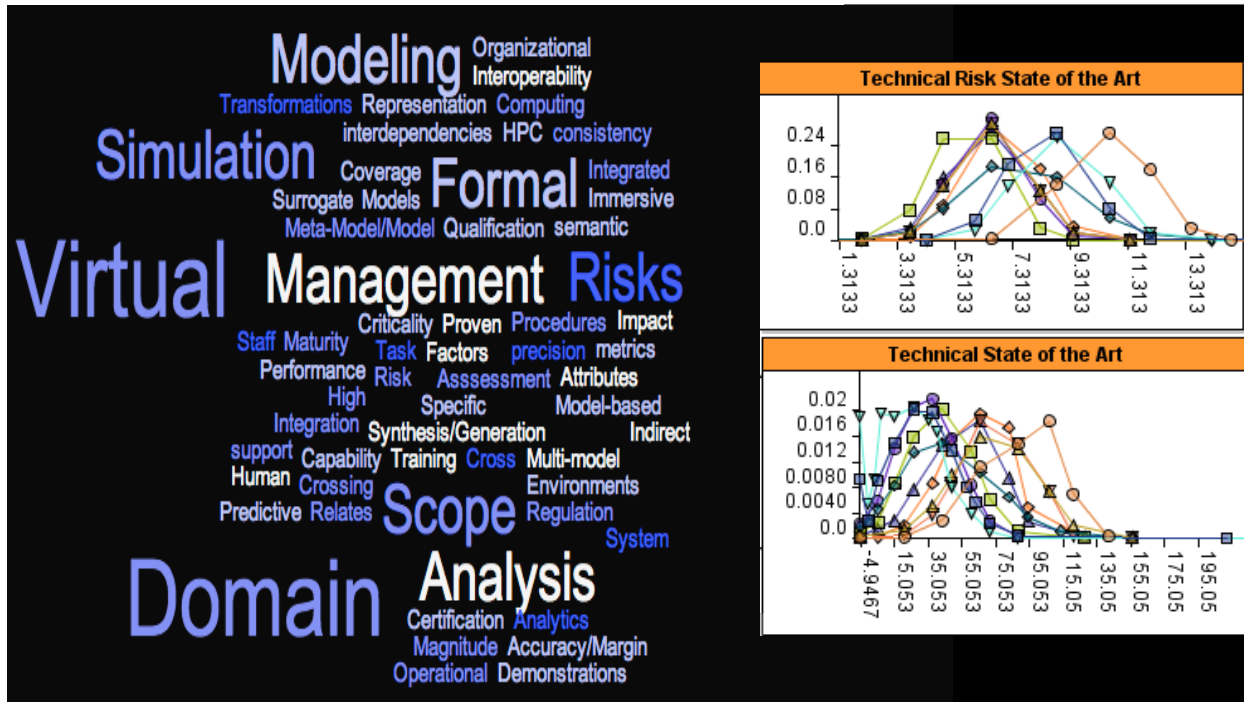 Modeling Organizational
Interoperability
Transformations Representation Computing
interdependencies HPC consistency
Simulation
Coverage Formal Integrated
Surrogate Models Immersive
Meta-Model/Model Qualification semantic
Virtual Management Risks
Criticality Proven Procedures Impact
Staff Maturity Task Factors precision metrics
Performance Risk Asssessment Attributes
High Specific Model-based
Integration Synthesis/Generation Indirect
support Capability Training Cross Multi-model
Human Crossing Scope Environments
Predictive Relates Regulation
System
Domain Analysis
Certification Analytics
Magnitude Accuracy/Margin
Operational Demonstrations
Technical Risk State of the Art
0.24
0.16
0.08
0.0
1.3133 3.3133 5.3133 7.3133 9.3133 11.313 13.313
Technical State of the Art
0.02
0.016
0.012
0.0080
0.0040
0.0
-4.9467 15.053 35.053 55.053 75.053 95.053 115.05 135.05 155.05 175.05 195.05